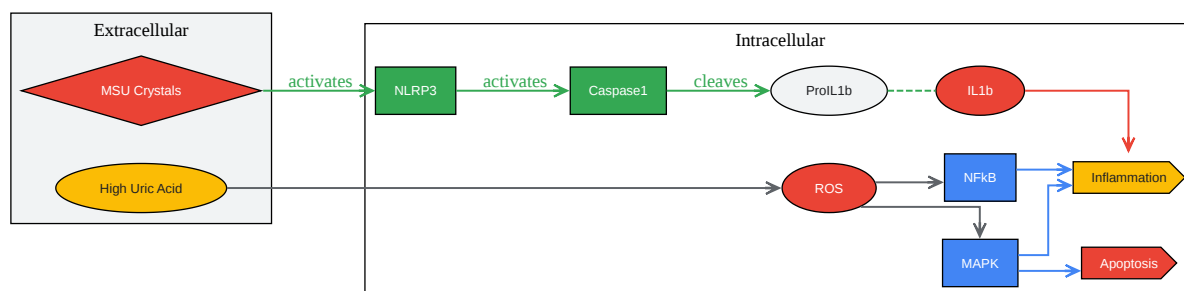 Extracellular
Intracellular
MSU Crystals
activates
NLRP3
activates
Caspase1
cleaves
ProIL1b
IL1b
High Uric Acid
ROS
NFkB
Inflammation
MAPK
Apoptosis